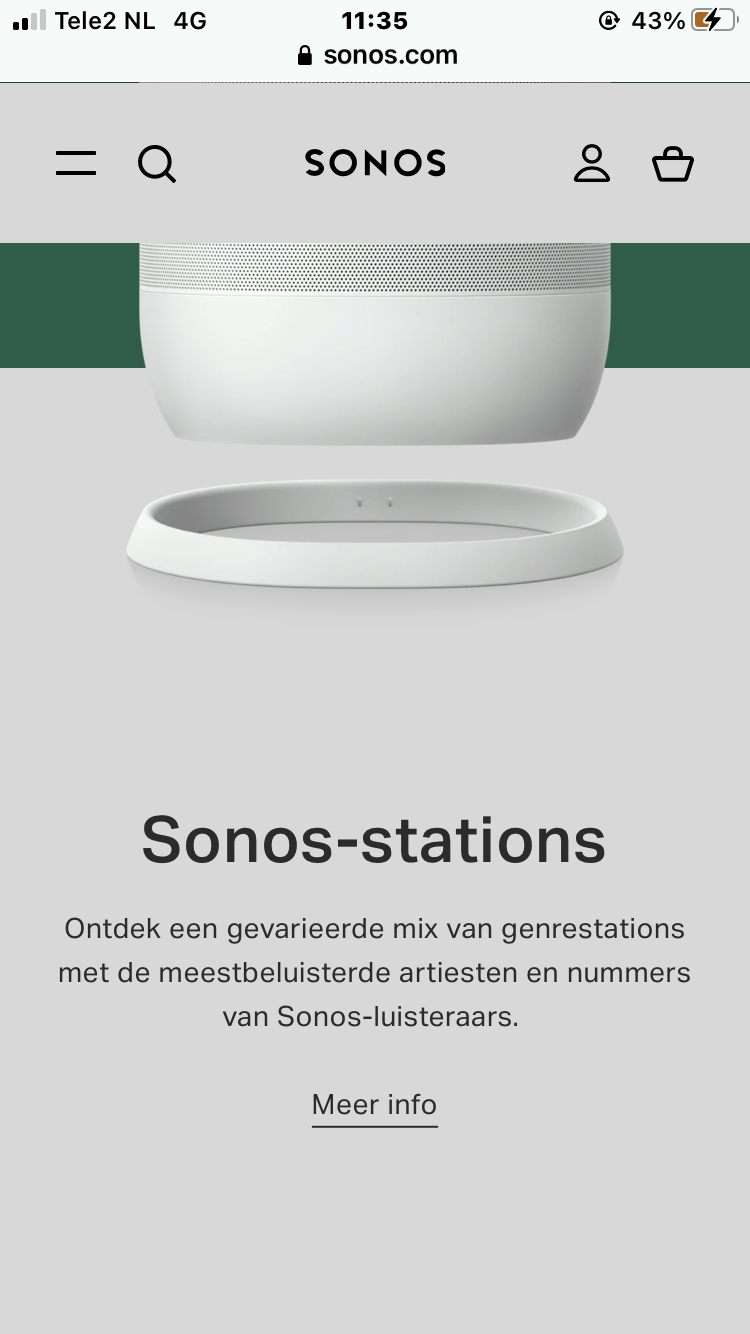 Tele2 NL 4G 11:35 43%
sonos.com
SONOS
Sonos-stations
Ontdek een gevarieerde mix van genrestations
met de meestbeluisterde artiesten en nummers
van Sonos-luisteraars.
Meer info